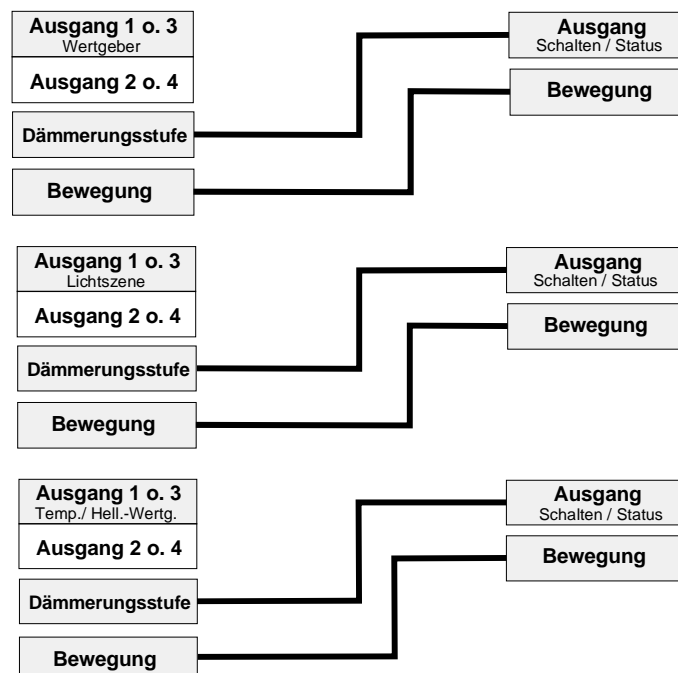 Ausgang 1 o. 3
Wertgeber
Ausgang 2 o. 4
Dämmerungsstufe
Bewegung
Ausgang
Schalten / Status
Bewegung
Ausgang 1 o. 3
Lichtszene
Ausgang 2 o. 4
Dämmerungsstufe
Bewegung
Ausgang
Schalten / Status
Bewegung
Ausgang 1 o. 3
Temp./ Hell.-Wertg.
Ausgang 2 o. 4
Dämmerungsstufe
Bewegung
Ausgang
Schalten / Status
Bewegung